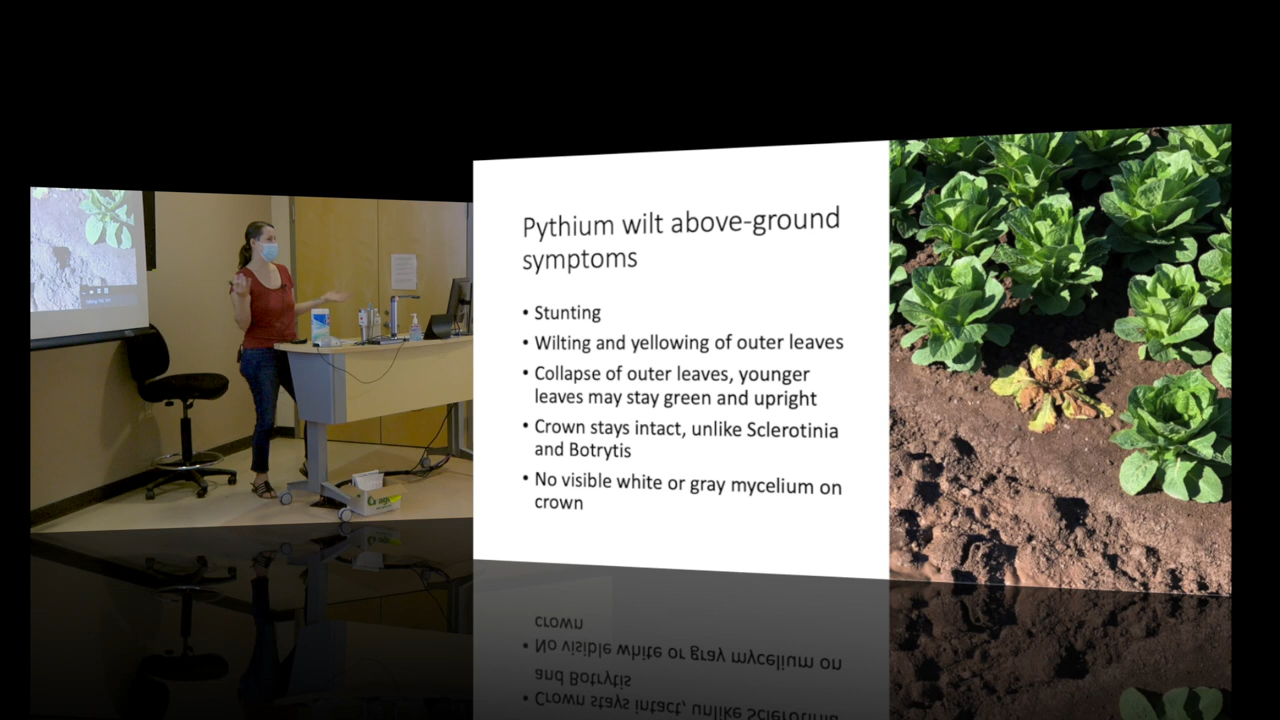 Pythium wilt above-ground
symptoms
• Stunting
• Wilting and yellowing of outer leaves
• Collapse of outer leaves, younger
leaves may stay green and upright
• Crown stays intact, unlike Sclerotinia
and Botrytis
• No visible white or gray mycelium on
crown